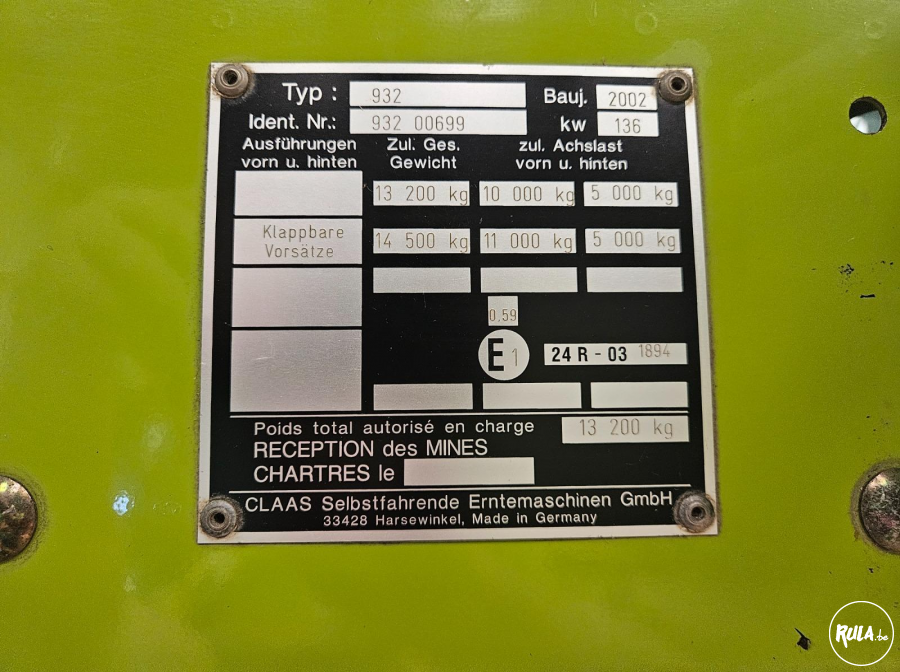 Typ : 932 Bauj. 2002
Ident. Nr.: 932 00699 kw 136
Ausführungen vorn u. hinten
Zul. Ges. Gewicht
zul. Achslast vorn u. hinten
13 200 kg 10 000 kg 5 000 kg
Klappbare Vorsätze 14 500 kg 11 000 kg 5 000 kg
0.59
E 1 24 R - 03 1894
Poids total autorisé en charge 13 200 kg
RECEPTION des MINES
CHARTRES le
CLAAS Selbstfahrende Erntemaschinen GmbH
33428 Harsewinkel, Made in Germany
RULA.be